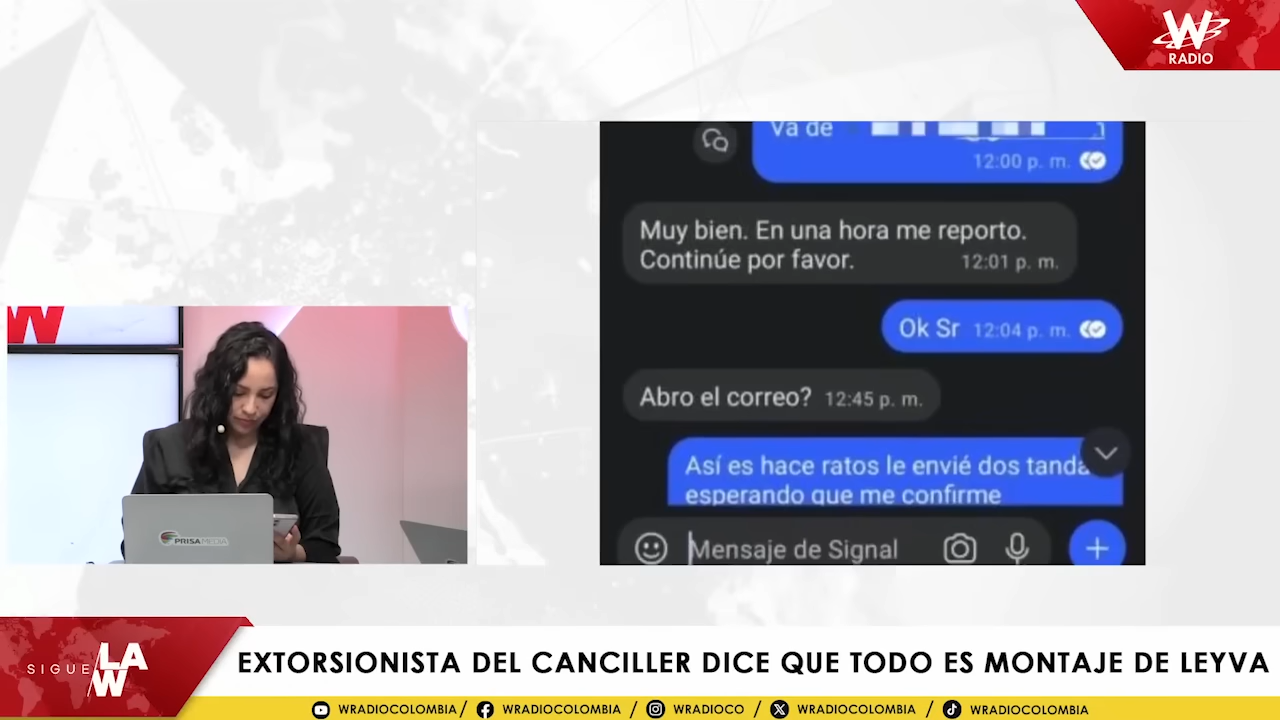 W
RADIO
Va de
12:00 p. m.
Muy bien. En una hora me reporto.
Continúe por favor.
12:01 p. m.
Ok Sr
12:04 p. m.
Abro el correo?
12:45 p. m.
Así es hace ratos le envié dos tanda
esperando que me confirme
Mensaje de Signal
W
PRISA MEDIA
SIGUE LA W
EXTORSIONISTA DEL CANCILLER DICE QUE TODO ES MONTAJE DE LEYVA
WRADIOCOLOMBIA / WRADIOCOLOMBIA / WRADIOCO / WRADIOCOLOMBIA / WRADIOCOLOMBIA